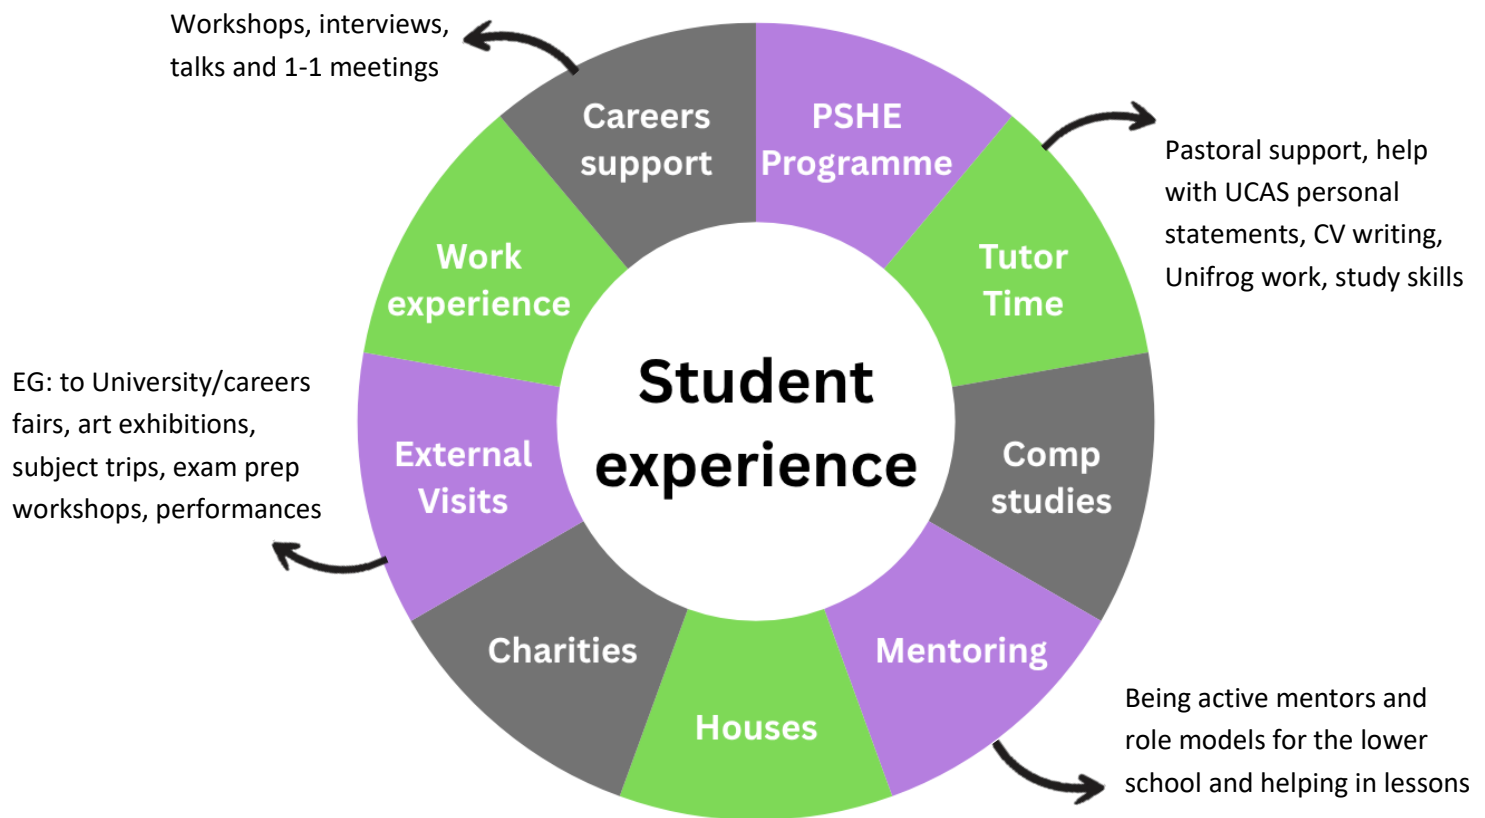 Workshops, interviews,
talks and 1-1 meetings
Careers
support
PSHE
Programme
Pastoral support, help
with UCAS personal
statements, CV writing,
Unifrog work, study skills
Tutor
Time
Work
experience
Student
experience
EG: to University/careers
fairs, art exhibitions,
subject trips, exam prep
workshops, performances
External
Visits
Comp
studies
Charities
Mentoring
Houses
Being active mentors and
role models for the lower
school and helping in lessons